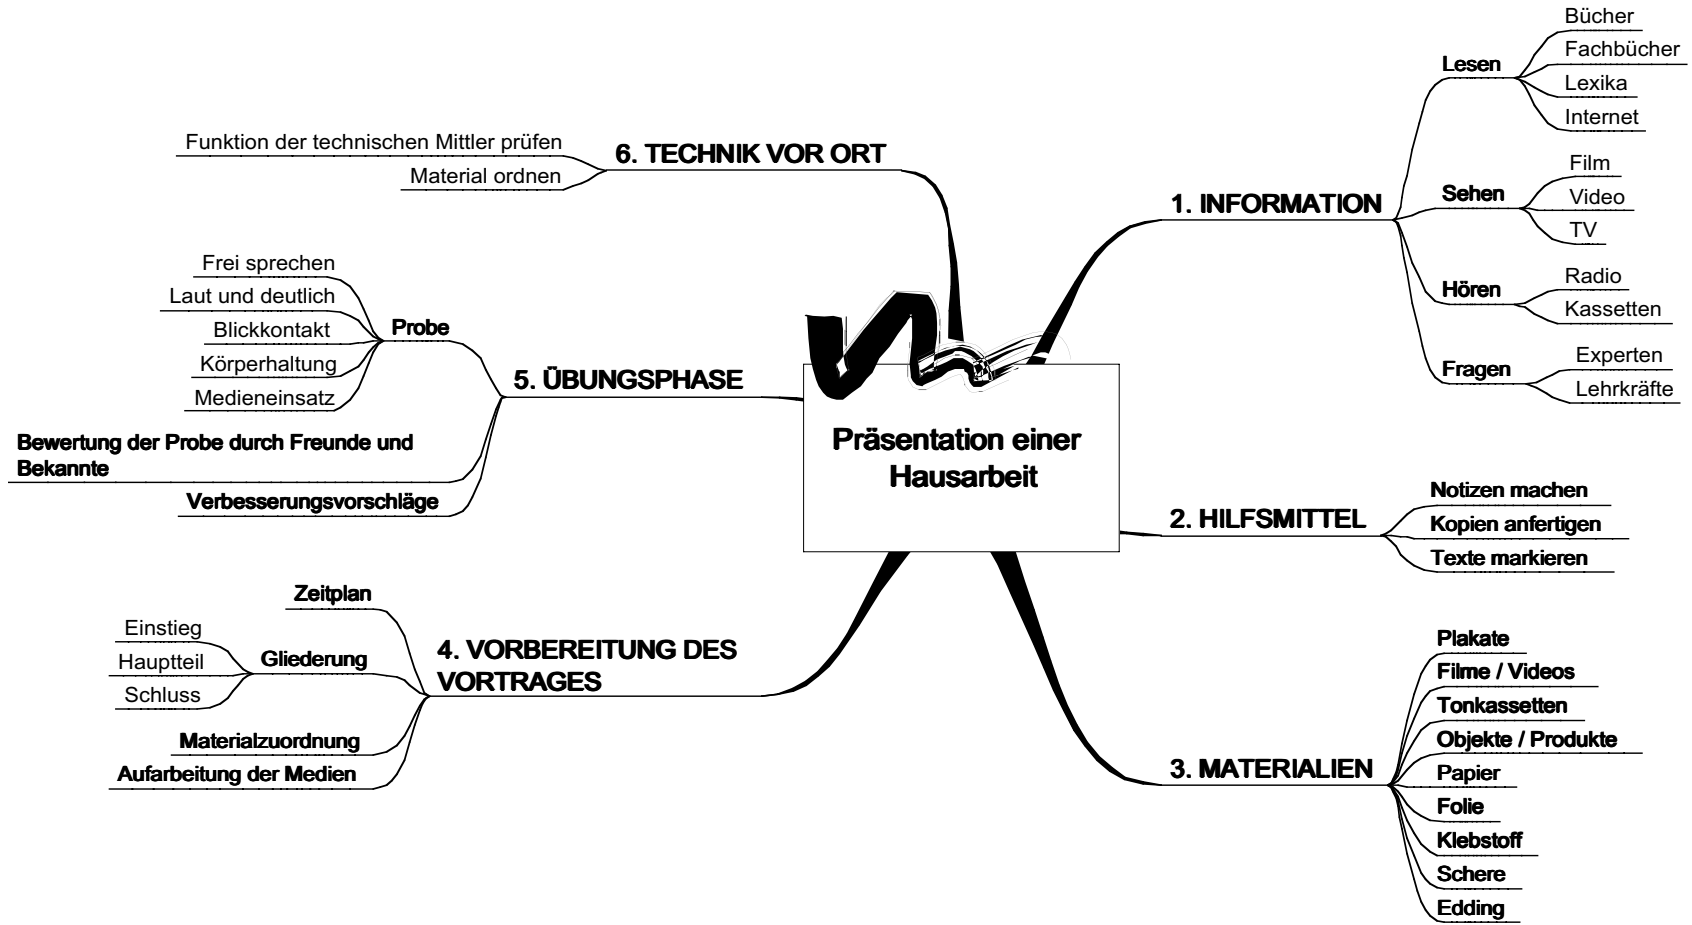 Präsentation einer
Hausarbeit
1. INFORMATION
Lesen
Bücher
Fachbücher
Lexika
Internet
Sehen
Film
Video
TV
Hören
Radio
Kassetten
Fragen
Experten
Lehrkräfte
2. HILFSMITTEL
Notizen machen
Kopien anfertigen
Texte markieren
3. MATERIALIEN
Plakate
Filme / Videos
Tonkassetten
Objekte / Produkte
Papier
Folie
Klebstoff
Schere
Edding
4. VORBEREITUNG DES
VORTRAGES
Zeitplan
Gliederung
Einstieg
Hauptteil
Schluss
Materialzuordnung
Aufarbeitung der Medien
5. ÜBUNGSPHASE
Probe
Frei sprechen
Laut und deutlich
Blickkontakt
Körperhaltung
Medieneinsatz
Bewertung der Probe durch Freunde und
Bekannte
Verbesserungsvorschläge
6. TECHNIK VOR ORT
Funktion der technischen Mittler prüfen
Material ordnen